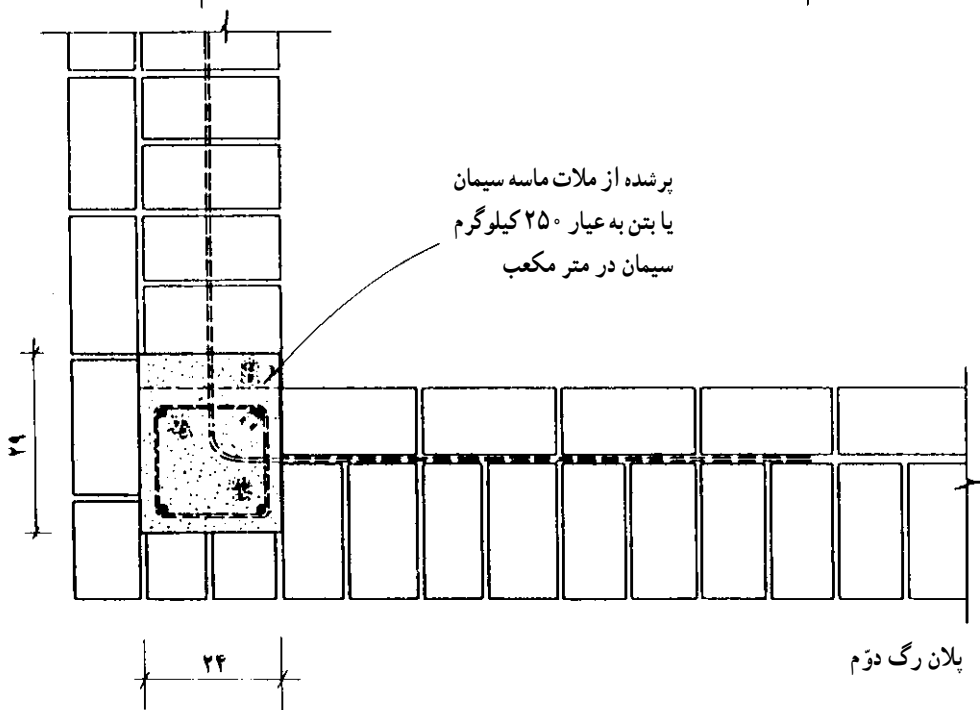 پرشده از ملات ماسه سیمان
یا بتن به عیار ۲۵۰ کیلوگرم
سیمان در متر مکعب
۲۹
۲۴
پلان رگ دوّم